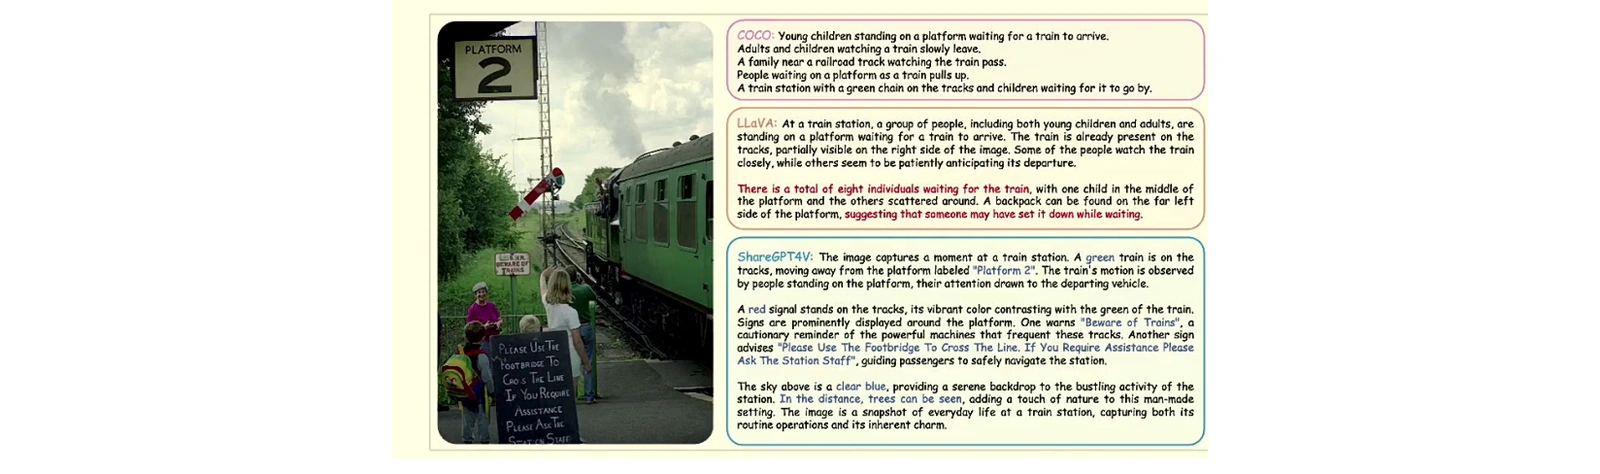 PLATFORM
2
BEWARE OF
TRAINS
PLEASE USE THE
FOOTBRIDGE TO
CROSS THE LINE
IF YOU REQUIRE
ASSISTANCE
PLEASE ASK THE
STATION STAFF
COCO: Young children standing on a platform waiting for a train to arrive.
Adults and children watching a train slowly leave.
A family near a railroad track watching the train pass.
People waiting on a platform as a train pulls up.
A train station with a green chain on the tracks and children waiting for it to go by.
LLaVA: At a train station, a group of people, including both young children and adults, are
standing on a platform waiting for a train to arrive. The train is already present on the
tracks, partially visible on the right side of the image. Some of the people watch the train
closely, while others seem to be patiently anticipating its departure.
There is a total of eight individuals waiting for the train, with one child in the middle of
the platform and the others scattered around. A backpack can be found on the far left
side of the platform, suggesting that someone may have set it down while waiting.
ShareGPT4V: The image captures a moment at a train station. A green train is on the
tracks, moving away from the platform labeled "Platform 2". The train's motion is observed
by people standing on the platform, their attention drawn to the departing vehicle.
A red signal stands on the tracks, its vibrant color contrasting with the green of the train.
Signs are prominently displayed around the platform. One warns "Beware of Trains", a
cautionary reminder of the powerful machines that frequent these tracks. Another sign
advises "Please Use The Footbridge To Cross The Line. If You Require Assistance Please
Ask The Station Staff", guiding passengers to safely navigate the station.
The sky above is a clear blue, providing a serene backdrop to the bustling activity of the
station. In the distance, trees can be seen, adding a touch of nature to this man-made
setting. The image is a snapshot of everyday life at a train station, capturing both its
routine operations and its inherent charm.